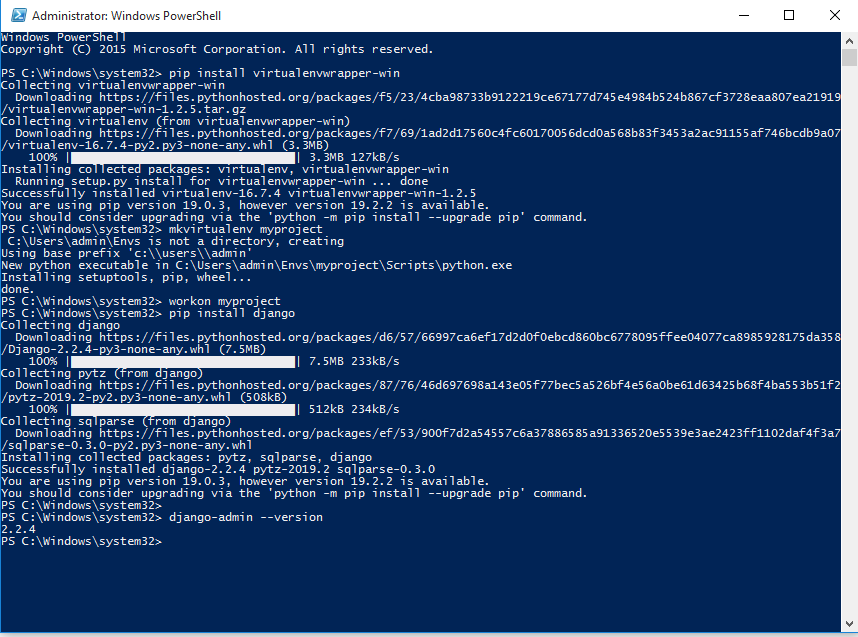 Administrator: Windows PowerShell
Windows PowerShell
Copyright (C) 2015 Microsoft Corporation. All rights reserved.
PS C:\Windows\system32> pip install virtualenvwrapper-win
Collecting virtualenvwrapper-win
Downloading https://files.pythonhosted.org/packages/f5/23/4cba98733b9122219ce67177d745e4984b524b867cf3728eaa807ea21919
/virtualenvwrapper-win-1.2.5.tar.gz
Collecting virtualenv (from virtualenvwrapper-win)
Downloading https://files.pythonhosted.org/packages/f7/69/1ad2d17560c4fc60170056dcd0a568b83f3453a2ac91155af746bcdb9a07
/virtualenv-16.7.4-py2.py3-none-any.whl (3.3MB)
100% | | 3.3MB 127kB/s
Installing collected packages: virtualenv, virtualenvwrapper-win
Running setup.py install for virtualenvwrapper-win ... done
Successfully installed virtualenv-16.7.4 virtualenvwrapper-win-1.2.5
You are using pip version 19.0.3, however version 19.2.2 is available.
You should consider upgrading via the 'python -m pip install --upgrade pip' command.
PS C:\Windows\system32> mkvirtualenv myproject
C:\Users\admin\Envs is not a directory, creating
Using base prefix 'c:\\users\\admin'
New python executable in C:\Users\admin\Envs\myproject\Scripts\python.exe
Installing setuptools, pip, wheel...
done.
PS C:\Windows\system32> workon myproject
PS C:\Windows\system32> pip install django
Collecting django
Downloading https://files.pythonhosted.org/packages/d6/57/66997ca6ef17d2d0f0ebcd860bc6778095ffee04077ca8985928175da358
/Django-2.2.4-py3-none-any.whl (7.5MB)
100% | | 7.5MB 233kB/s
Collecting pytz (from django)
Downloading https://files.pythonhosted.org/packages/87/76/46d697698a143e05f77bec5a526bf4e56a0be61d63425b68f4ba553b51f2
/pytz-2019.2-py2.py3-none-any.whl (508kB)
100% | | 512kB 234kB/s
Collecting sqlparse (from django)
Downloading https://files.pythonhosted.org/packages/ef/53/900f7d2a54557c6a37886585a91336520e5539e3ae2423ff1102daf4f3a7
/sqlparse-0.3.0-py2.py3-none-any.whl
Installing collected packages: pytz, sqlparse, django
Successfully installed django-2.2.4 pytz-2019.2 sqlparse-0.3.0
You are using pip version 19.0.3, however version 19.2.2 is available.
You should consider upgrading via the 'python -m pip install --upgrade pip' command.
PS C:\Windows\system32>
PS C:\Windows\system32> django-admin --version
2.2.4
PS C:\Windows\system32>